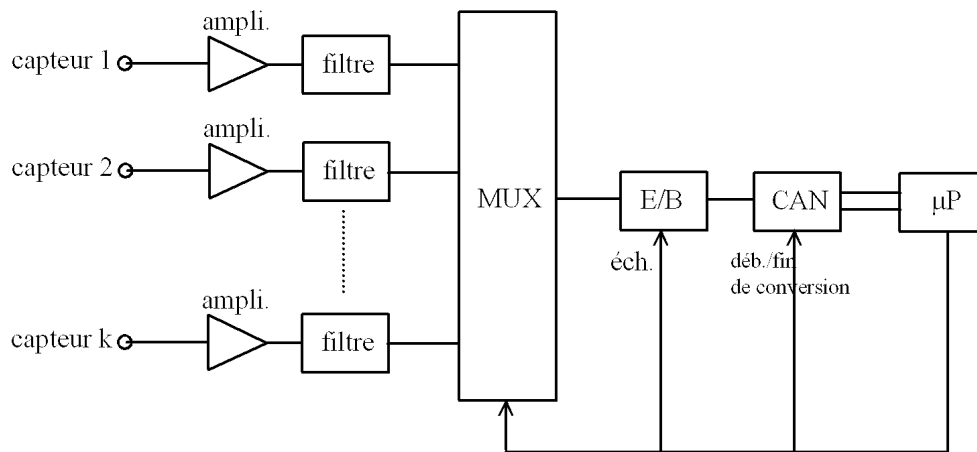 ampli.
capteur 1
filtre
ampli.
capteur 2
filtre
MUX
E/B
CAN
µP
éch.
déb./fin
de conversion
ampli.
capteur k
filtre